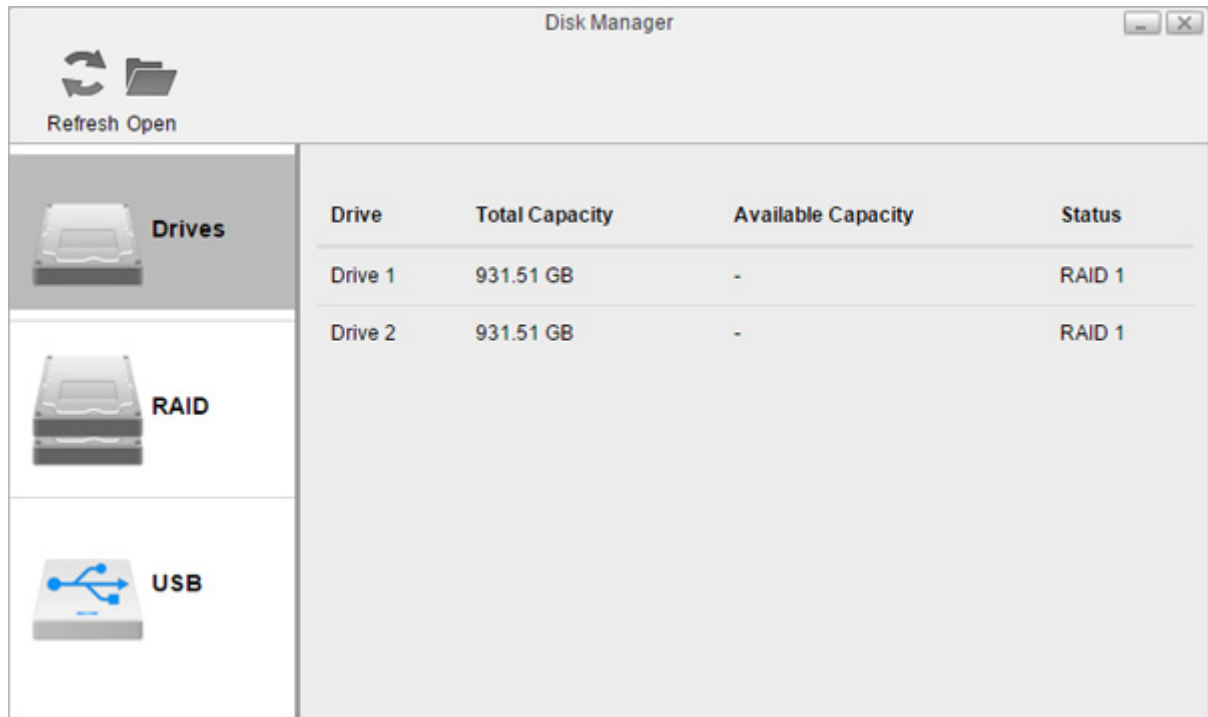 Disk Manager
Refresh Open
Drives
RAID
USB
Drive Total Capacity Available Capacity Status
Drive 1 931.51 GB - RAID 1
Drive 2 931.51 GB - RAID 1